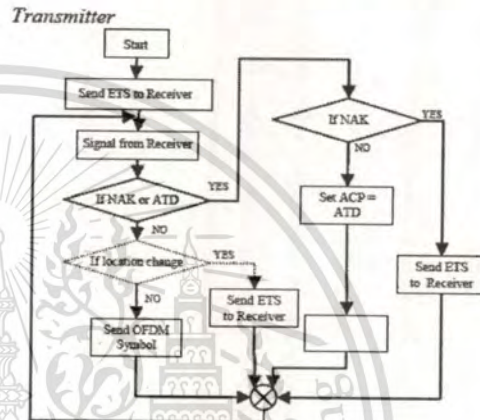 Transmitter
Start
Send ETS to Receiver
Signal from Receiver
If NAK or ATD
YES
NO
If location change
YES
NO
Send OFDM
Symbol
Send ETS
to Receiver
If NAK
YES
NO
Set ACP =
ATD
Send ETS
to Receiver